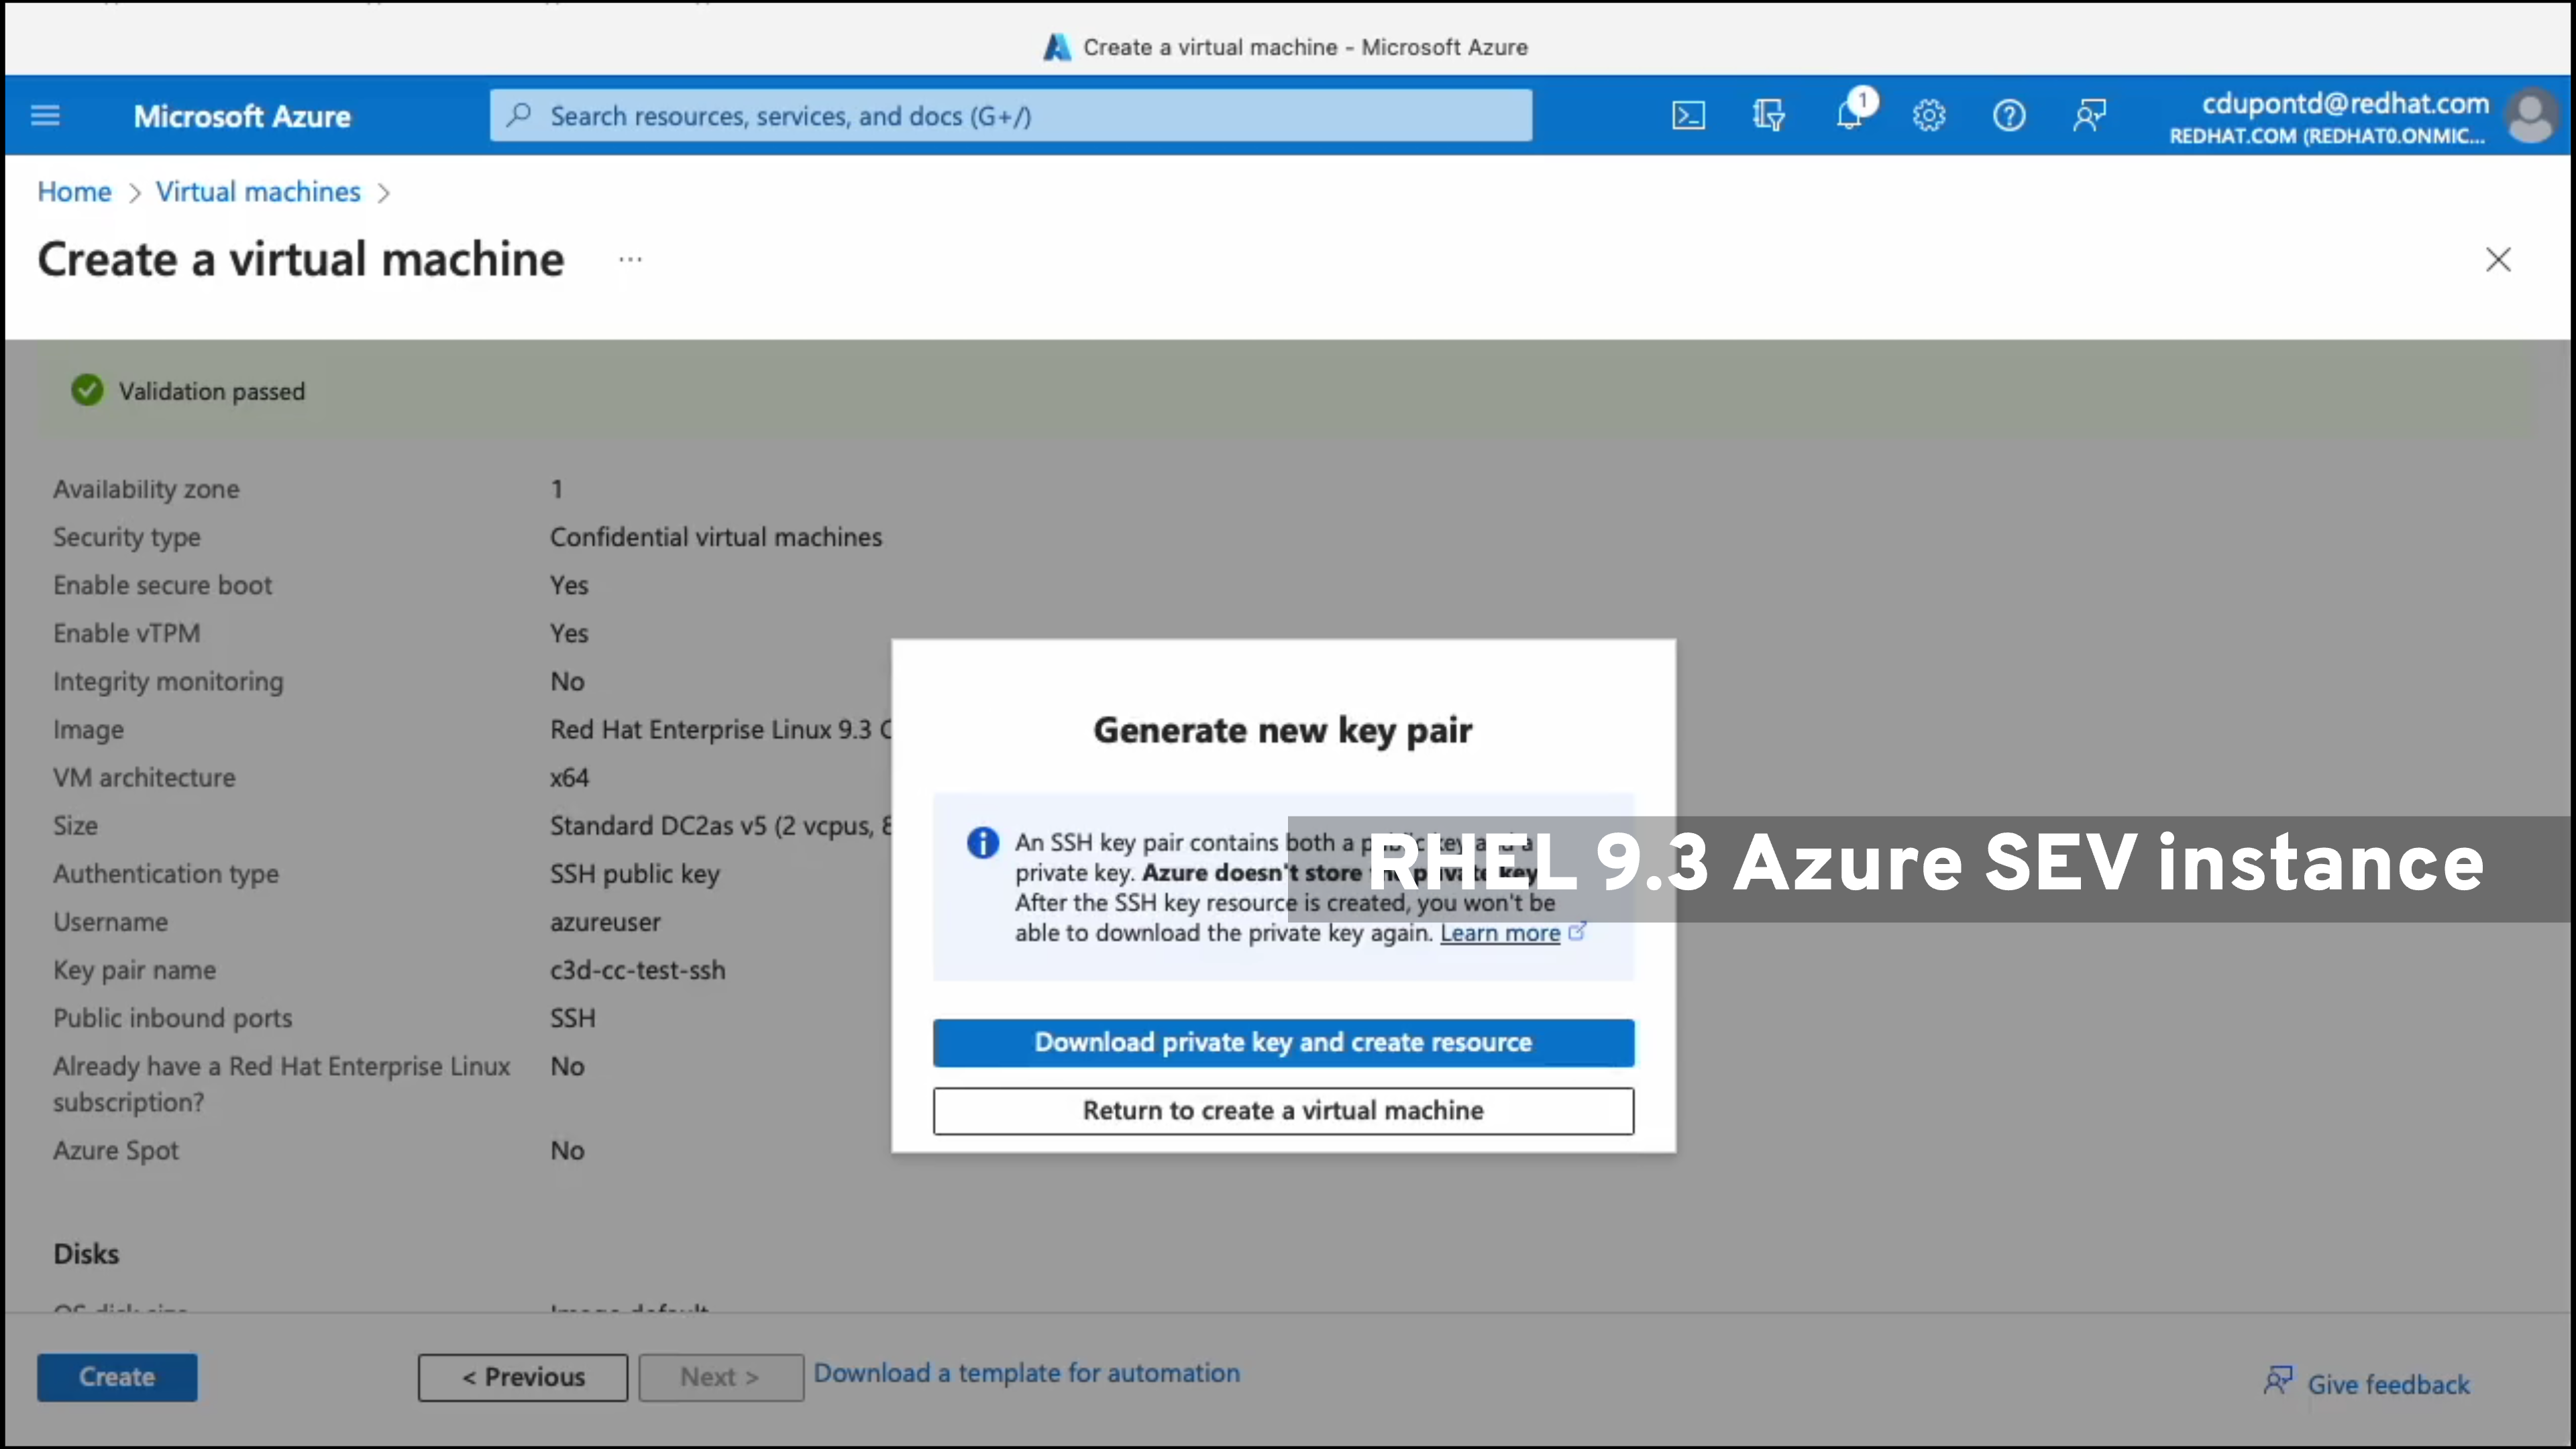 Create a virtual machine - Microsoft Azure
Microsoft Azure
Search resources, services, and docs (G+/)
1
cdupontd@redhat.com
REDHAT.COM (REDHAT0.ONMIC...
Home > Virtual machines >
Create a virtual machine ...
Validation passed
Availability zone 1
Security type Confidential virtual machines
Enable secure boot Yes
Enable vTPM Yes
Integrity monitoring No
Image Red Hat Enterprise Linux 9.3
VM architecture x64
Size Standard DC2as v5 (2 vcpus,
Authentication type SSH public key
Username azureuser
Key pair name c3d-cc-test-ssh
Public inbound ports SSH
Already have a Red Hat Enterprise Linux No
subscription?
Azure Spot No
Disks
Generate new key pair
An SSH key pair contains both a public key and a
private key. Azure doesn't store the private key
After the SSH key resource is created, you won't be
able to download the private key again. Learn more
Download private key and create resource
Return to create a virtual machine
RHEL 9.3 Azure SEV instance
Create
< Previous
Next >
Download a template for automation
Give feedback